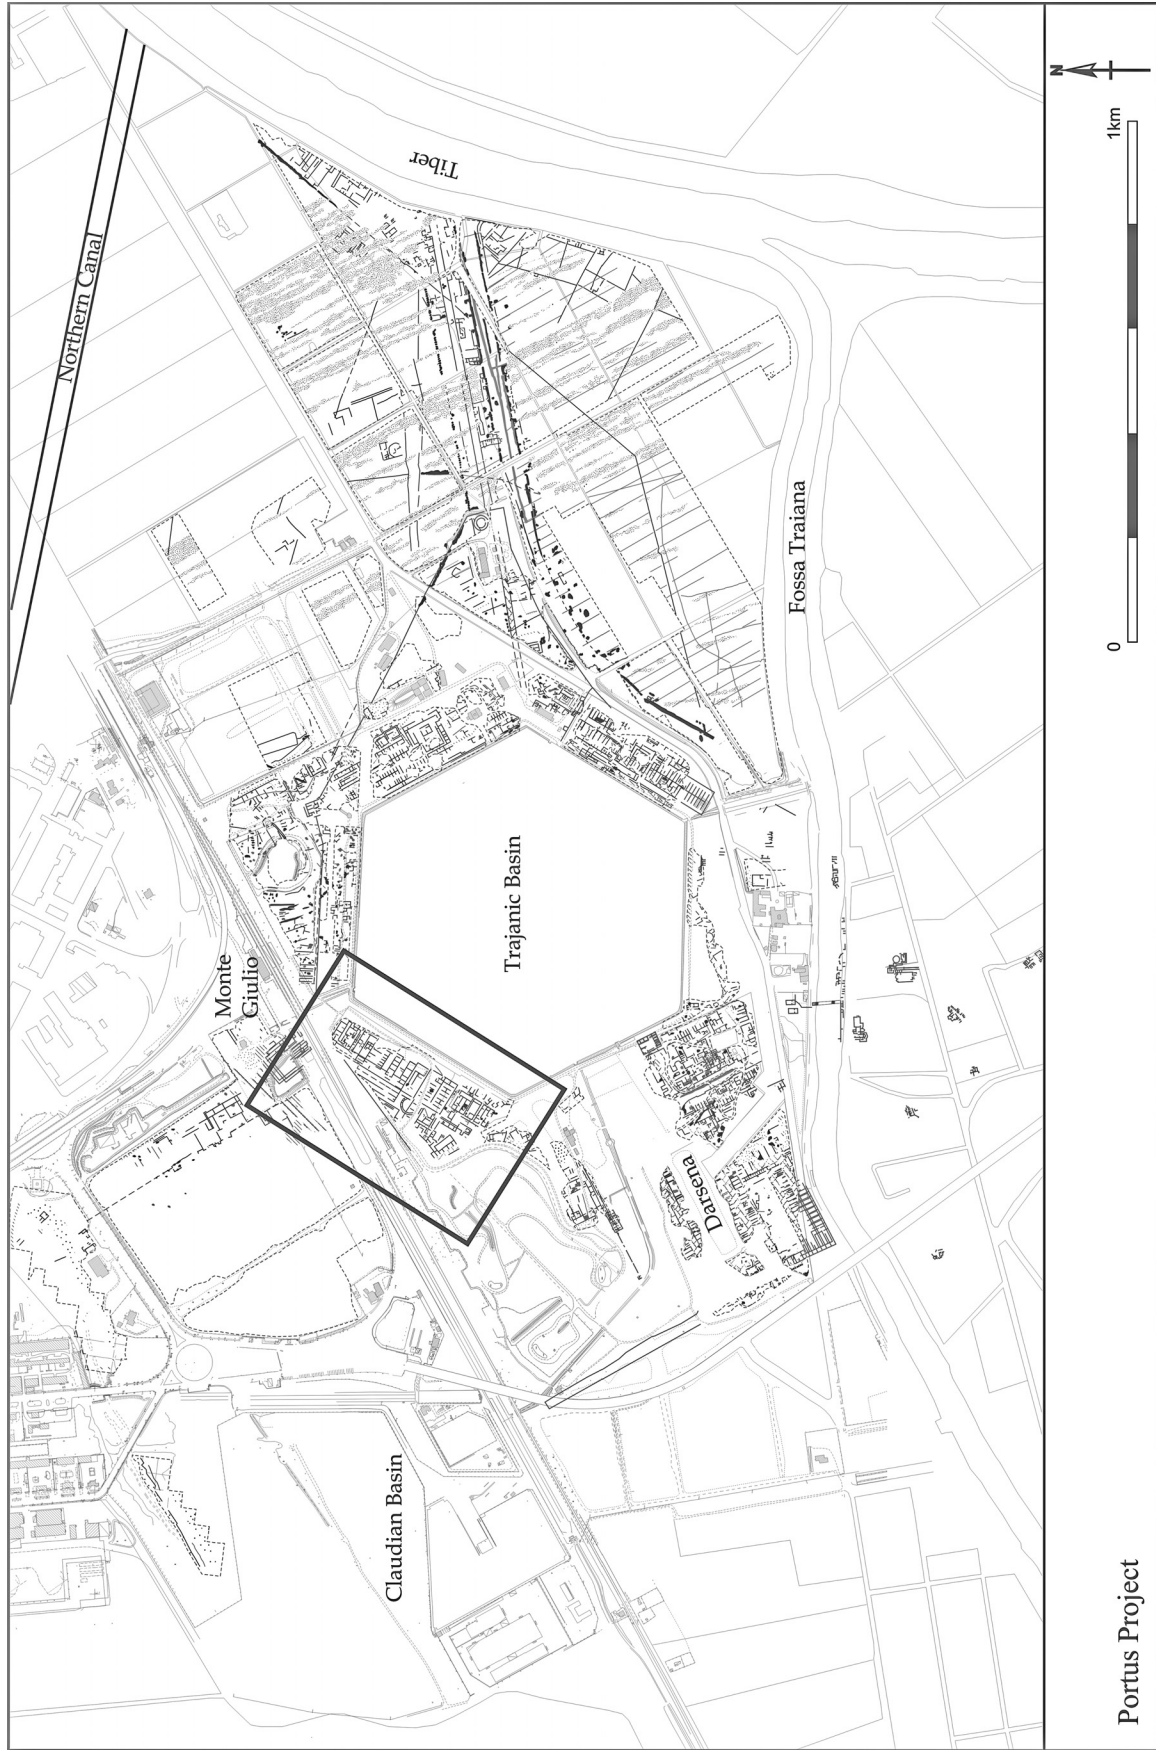 Northern Canal
Tiber
Monte
Giulio
Trajanic Basin
Fossa Traiana
Claudian Basin
Darsena
Portus Project
0
1km
N